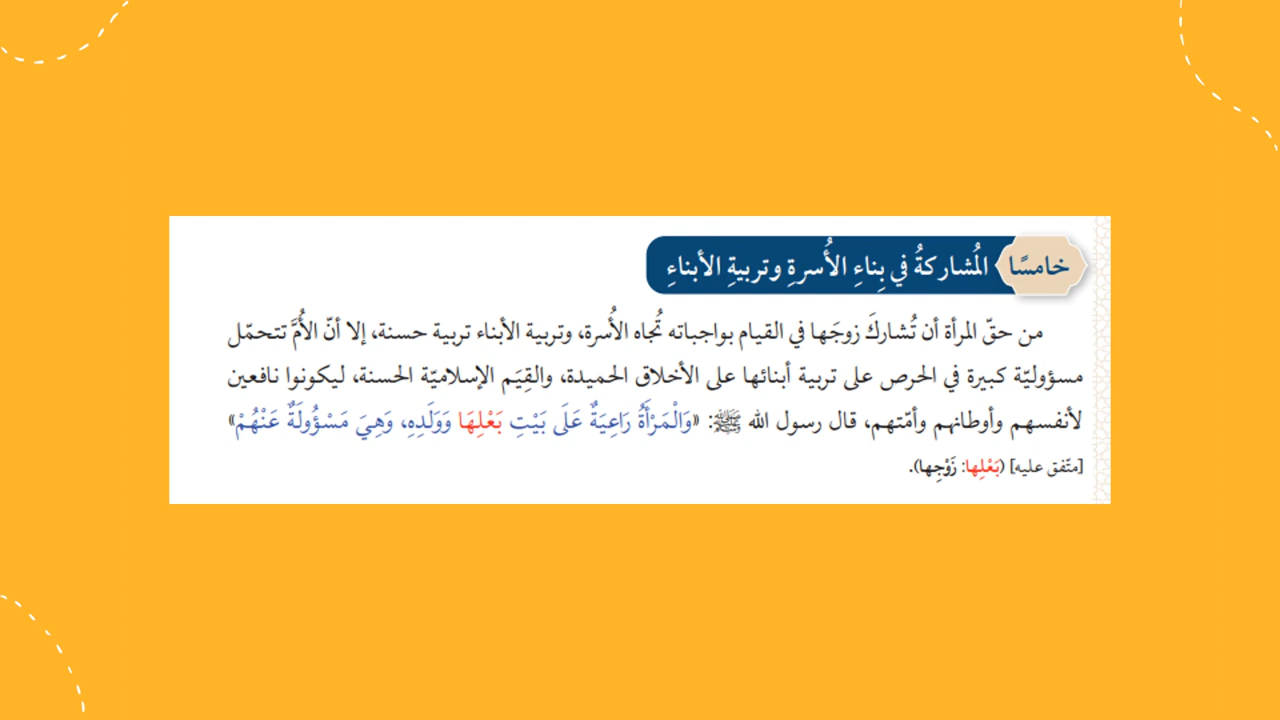 خامسًا المُشاركةُ في بِناءِ الأُسرةِ وتربيةِ الأبناءِ
من حقّ المرأة أن تُشاركَ زوجَها في القيام بواجباته تُجاه الأُسرة، وتربية الأبناء تربية حسنة، إلا أنّ الأُمَّ تتحمّل
مسؤوليّة كبيرة في الحرص على تربية أبنائها على الأخلاق الحميدة، والقِيَم الإسلاميّة الحسنة، ليكونوا نافعين
لأنفسهم وأوطانهم وأمّتهم، قال رسول الله ﷺ: «وَالْمَرْأَةُ رَاعِيَةٌ عَلَى بَيْتِ بَعْلِهَا وَوَلَدِهِ، وَهِيَ مَسْؤُولَةٌ عَنْهُمْ»
[متّفق عليه] (بَعْلِها: زَوْجِها).